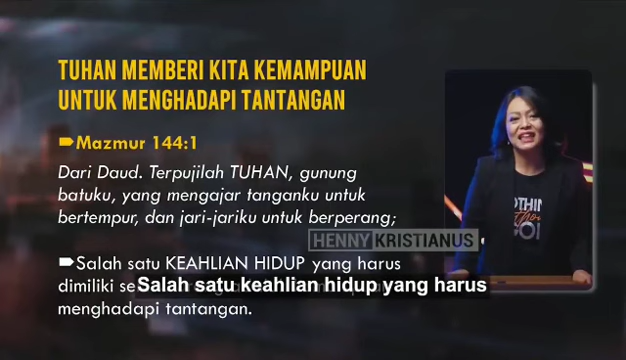 TUHAN MEMBERI KITA KEMAMPUAN
UNTUK MENGHADAPI TANTANGAN
Mazmur 144:1
Dari Daud. Terpujilah TUHAN, gunung
batuku, yang mengajar tanganku untuk
bertempur, dan jari-jariku untuk berperang;
HENNY KRISTIANUS
Salah satu KEAHLIAN HIDUP yang harus
dimiliki
Salah satu keahlian hidup yang harus
menghadapi tantangan.